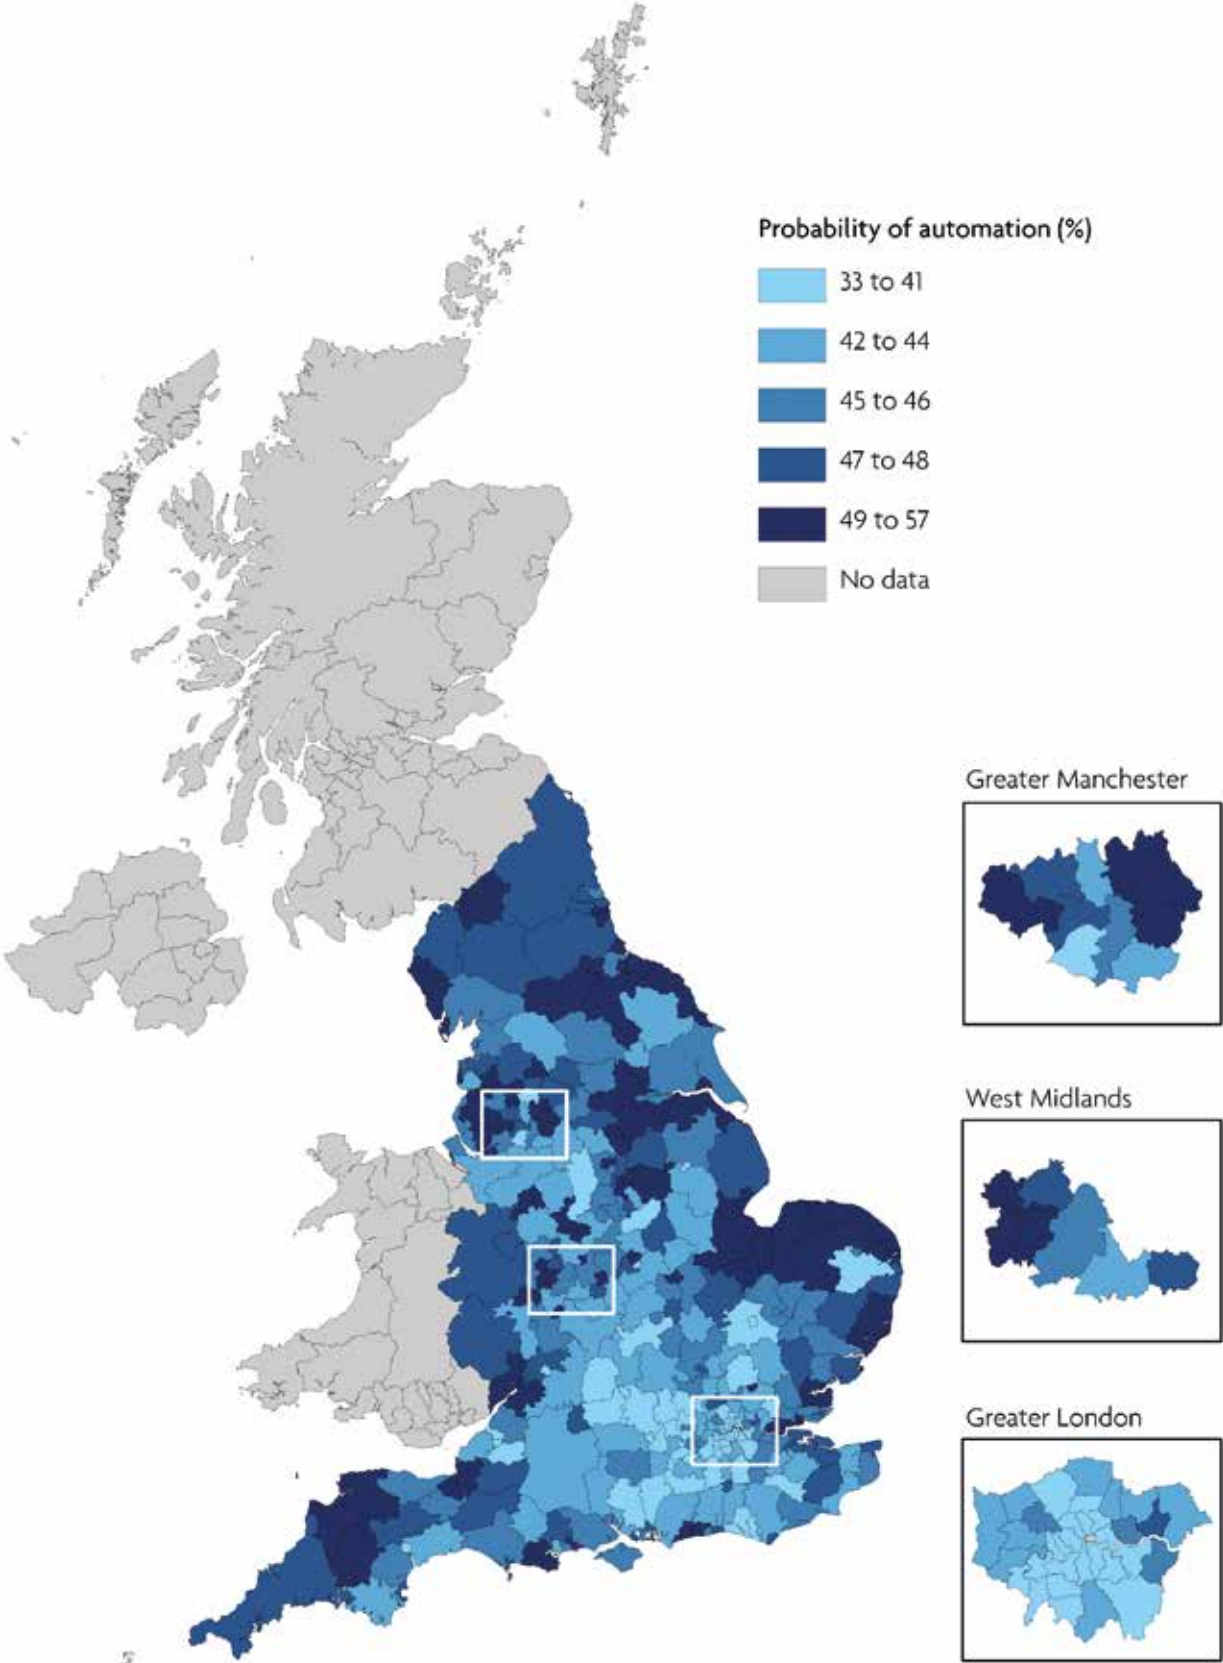 Probability of automation (%)
33 to 41
42 to 44
45 to 46
47 to 48
49 to 57
No data
Greater Manchester
West Midlands
Greater London